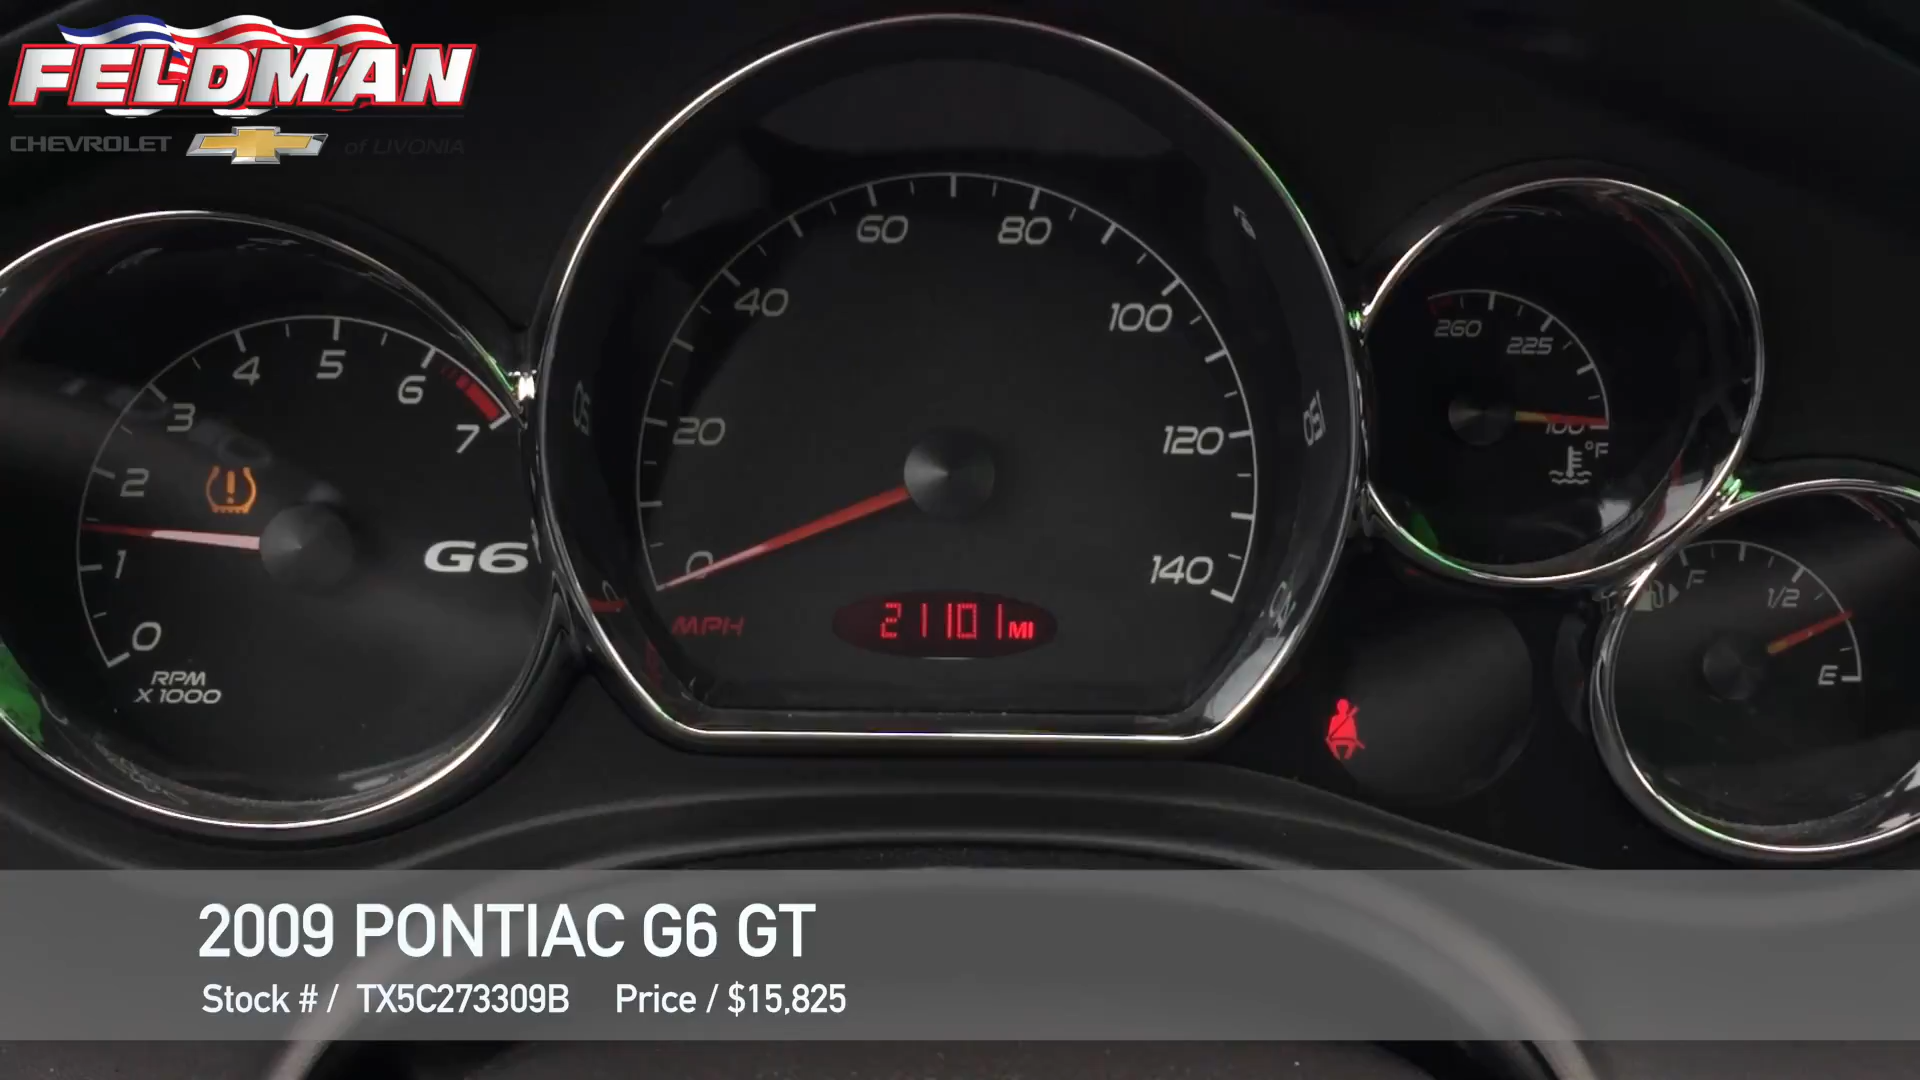 FELDMAN
CHEVROLET of LIVONIA
0 1 2 3 4 5 6 7
RPM
X 1000
G6
0 20 40 60 80 100 120 140
MPH
21101 MI
260 225 100
°F
F 1/2 E
2009 PONTIAC G6 GT
Stock # / TX5C273309B Price / $15,825